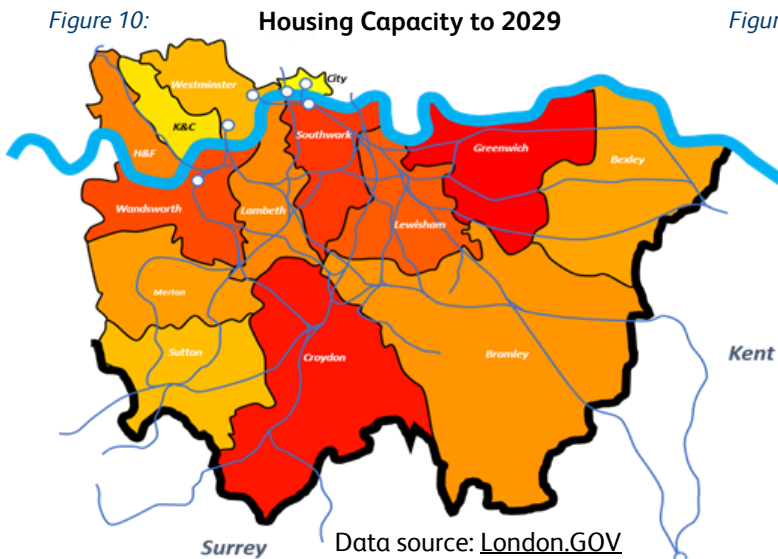 Figure 10:
Housing Capacity to 2029
Figur
Westminster
City
K&C
H&F
Southwark
Greenwich
Bexley
Wandsworth
Lambeth
Lewisham
Merton
Sutton
Croydon
Bromley
Kent
Surrey
Data source: London.GOV